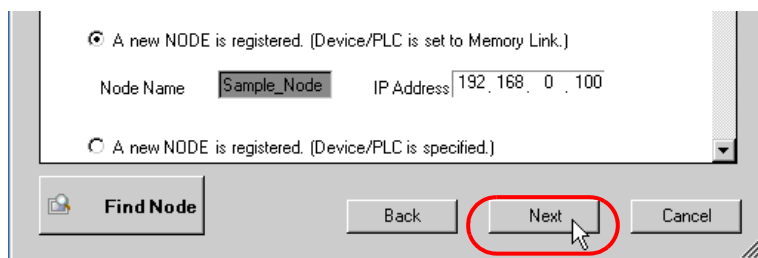 A new NODE is registered. (Device/PLC is set to Memory Link.)
Node Name Sample_Node IP Address 192 . 168 . 0 . 100
A new NODE is registered. (Device/PLC is specified.)
Find Node Back Next Cancel